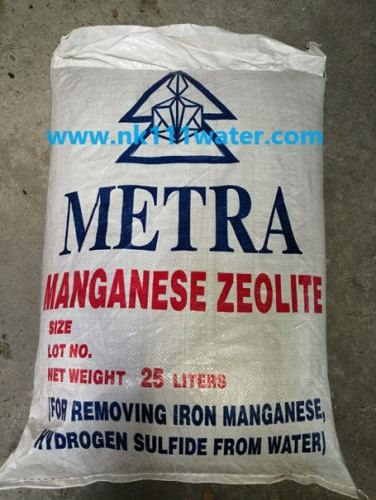 www.nk111water.com
METRA
MANGANESE ZEOLITE
SIZE
LOT NO.
NET WEIGHT 25 LITERS
(FOR REMOVING IRON MANGANESE,
HYDROGEN SULFIDE FROM WATER)